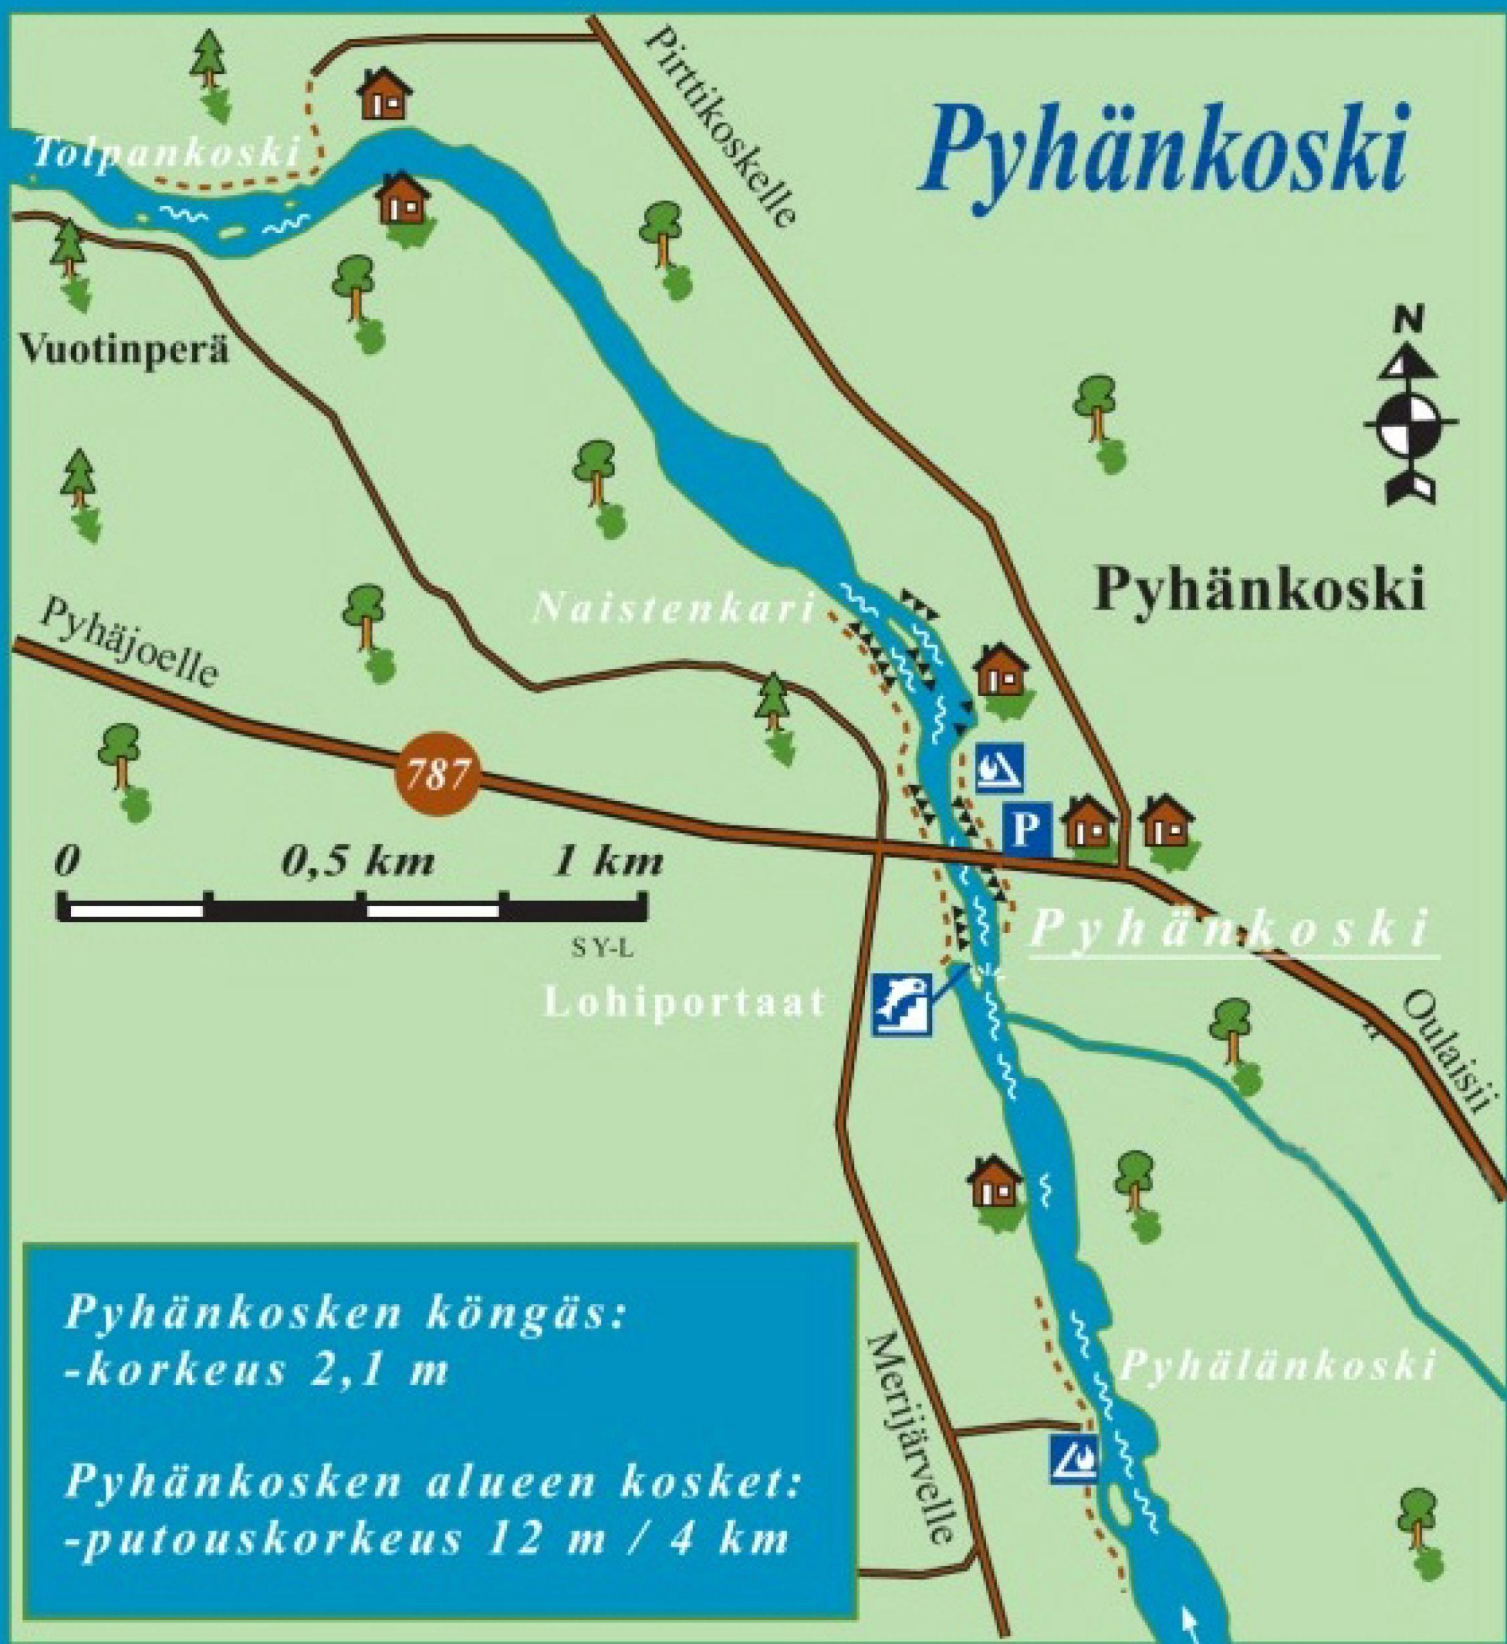 Pirttikoskelle
Pyhänkoski
Tolpankoski
N
Vuotinperä
Pyhänkoski
Naistenkari
Pyhäjoelle
787
P
0 0,5 km 1 km
S Y-L
Pyhänkoski
Lohiportaat
Oulaisii
n
Pyhänkosken köngäs:
-korkeus 2,1 m
Pyhälänkoski
Merijärvelle
Pyhänkosken alueen kosket:
-putouskorkeus 12 m / 4 km